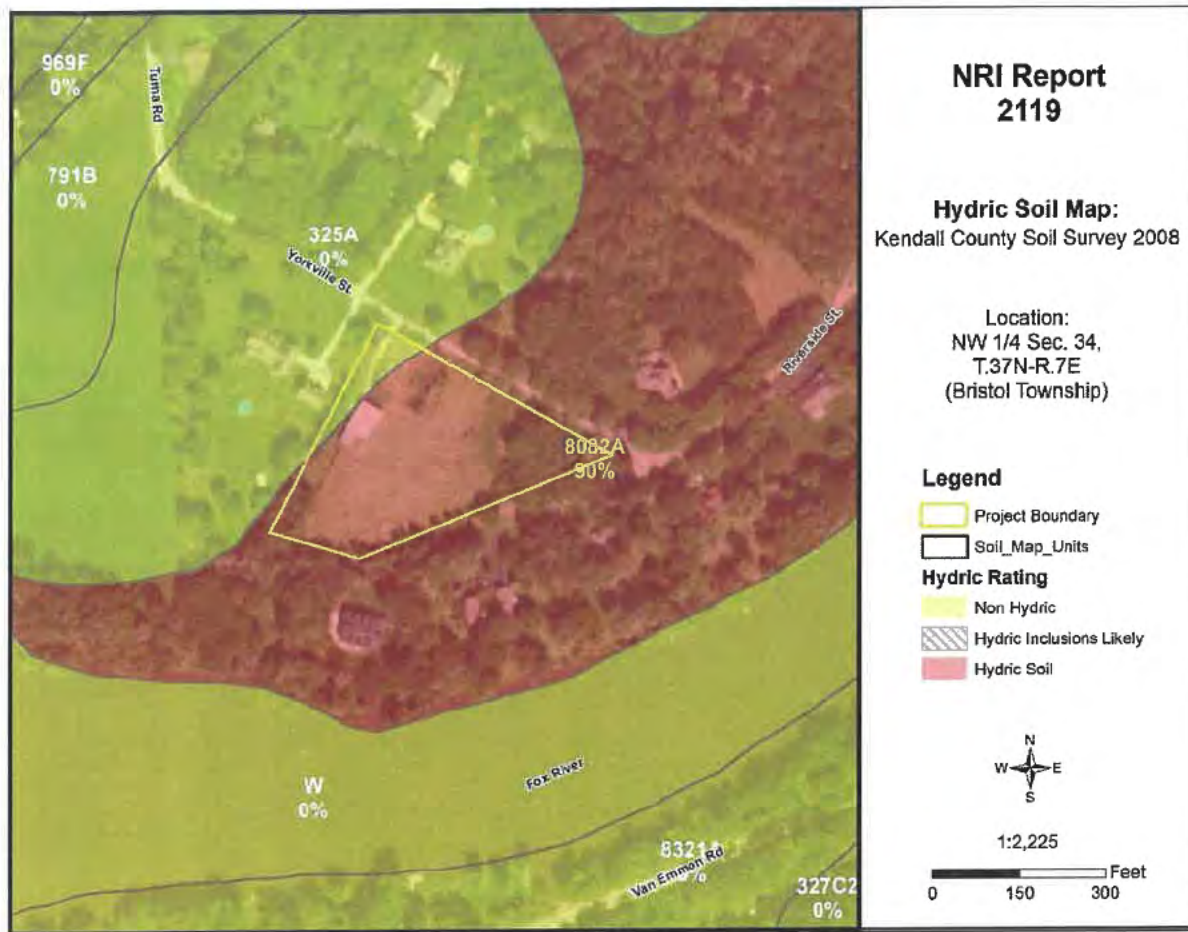 969F
0%
Tuma Rd
791B
0%
325A
0%
Yorkville St.
Riverside St.
8082A
90%
W
0%
Fox River
Van Emmon Rd
327C2
0%
NRI Report
2119
Hydric Soil Map:
Kendall County Soil Survey 2008
Location:
NW 1/4 Sec. 34,
T.37N-R.7E
(Bristol Township)
Legend
Project Boundary
Soil_Map_Units
Hydric Rating
Non Hydric
Hydric Inclusions Likely
Hydric Soil
N
W E
S
1:2,225
Feet
0 150 300